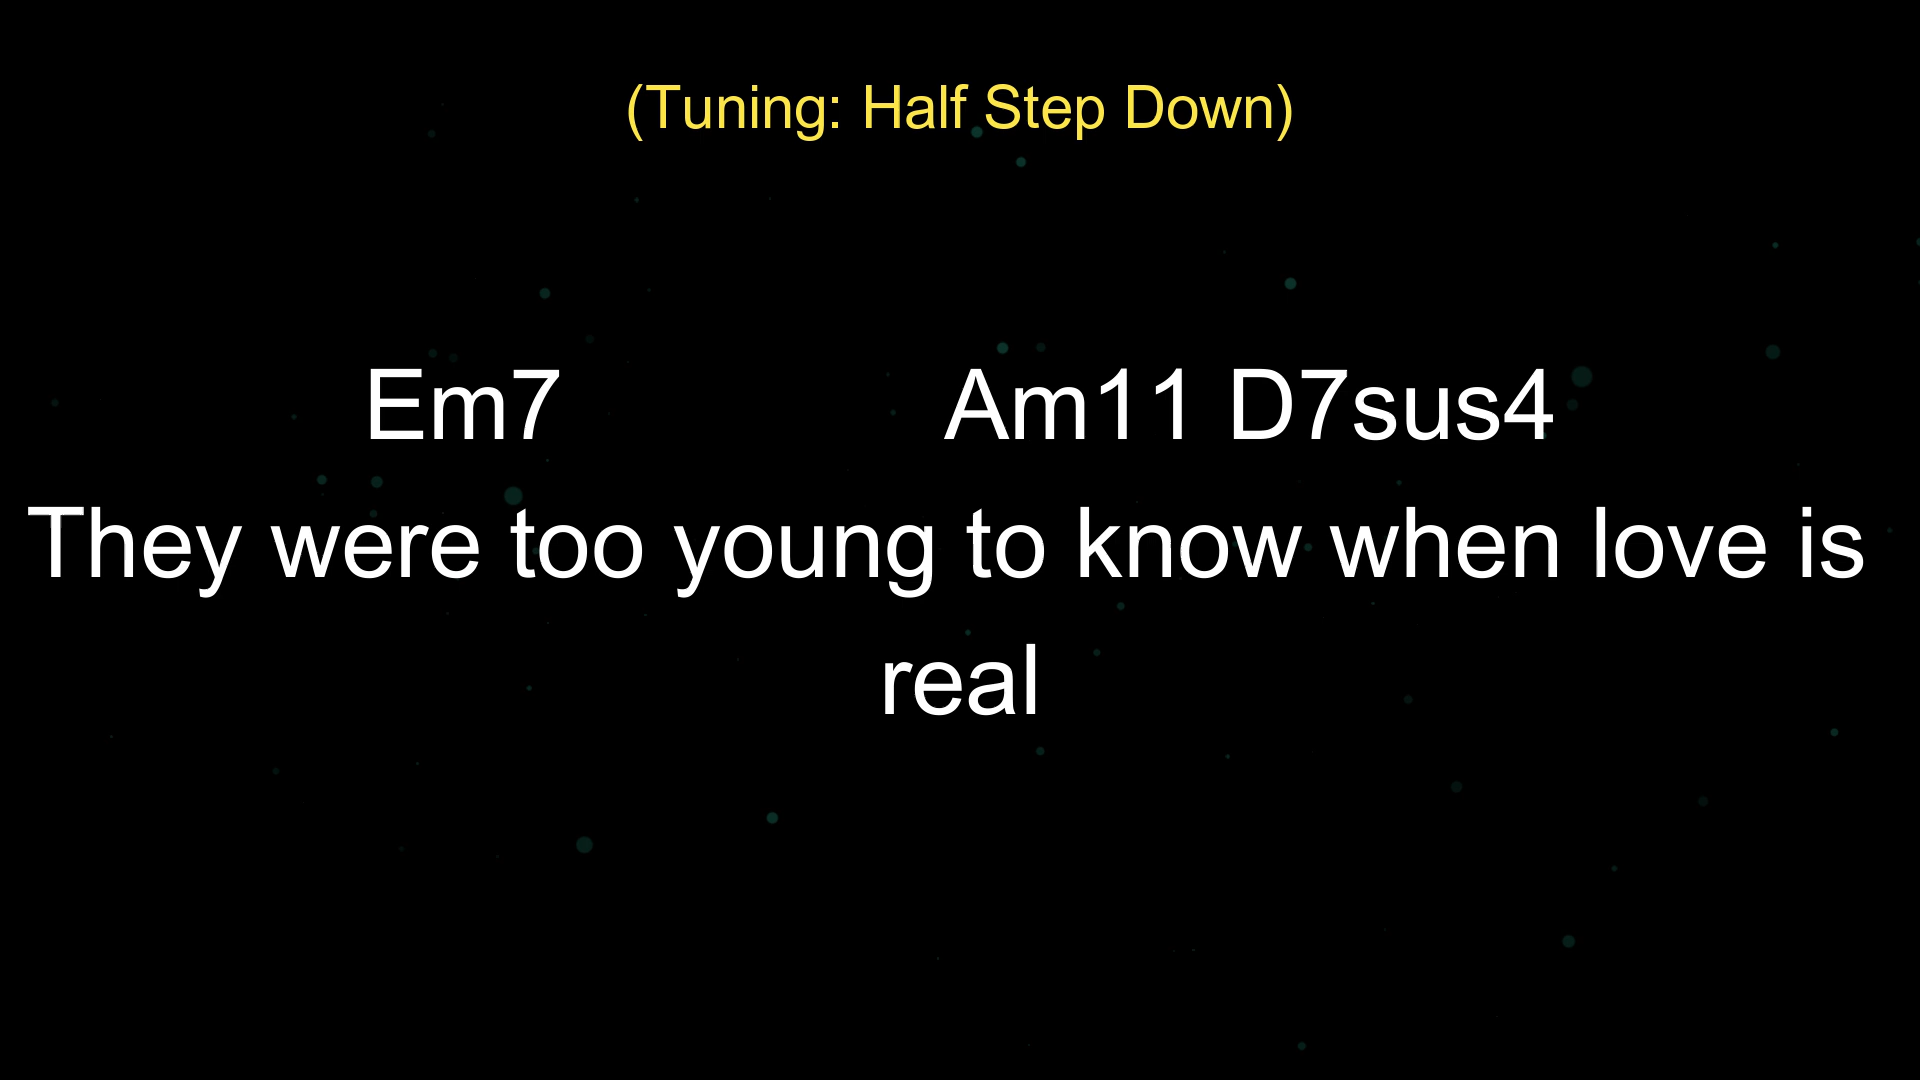 (Tuning: Half Step Down)
Em7 Am11 D7sus4
They were too young to know when love is
real